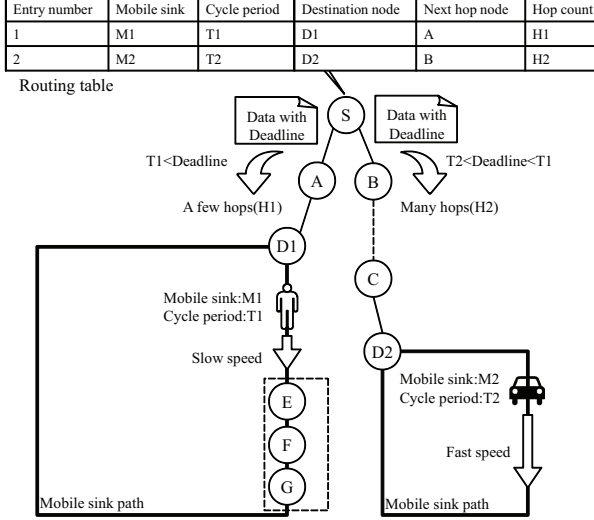 Entry number Mobile sink Cycle period Destination node Next hop node Hop count
1 M1 T1 D1 A H1
2 M2 T2 D2 B H2
Routing table
Data with
Deadline
S
Data with
Deadline
T1<Deadline
T2<Deadline<T1
A
B
A few hops(H1)
Many hops(H2)
D1
C
Mobile sink:M1
Cycle period:T1
Slow speed
D2
Mobile sink:M2
Cycle period:T2
E
F
Fast speed
G
Mobile sink path
Mobile sink path